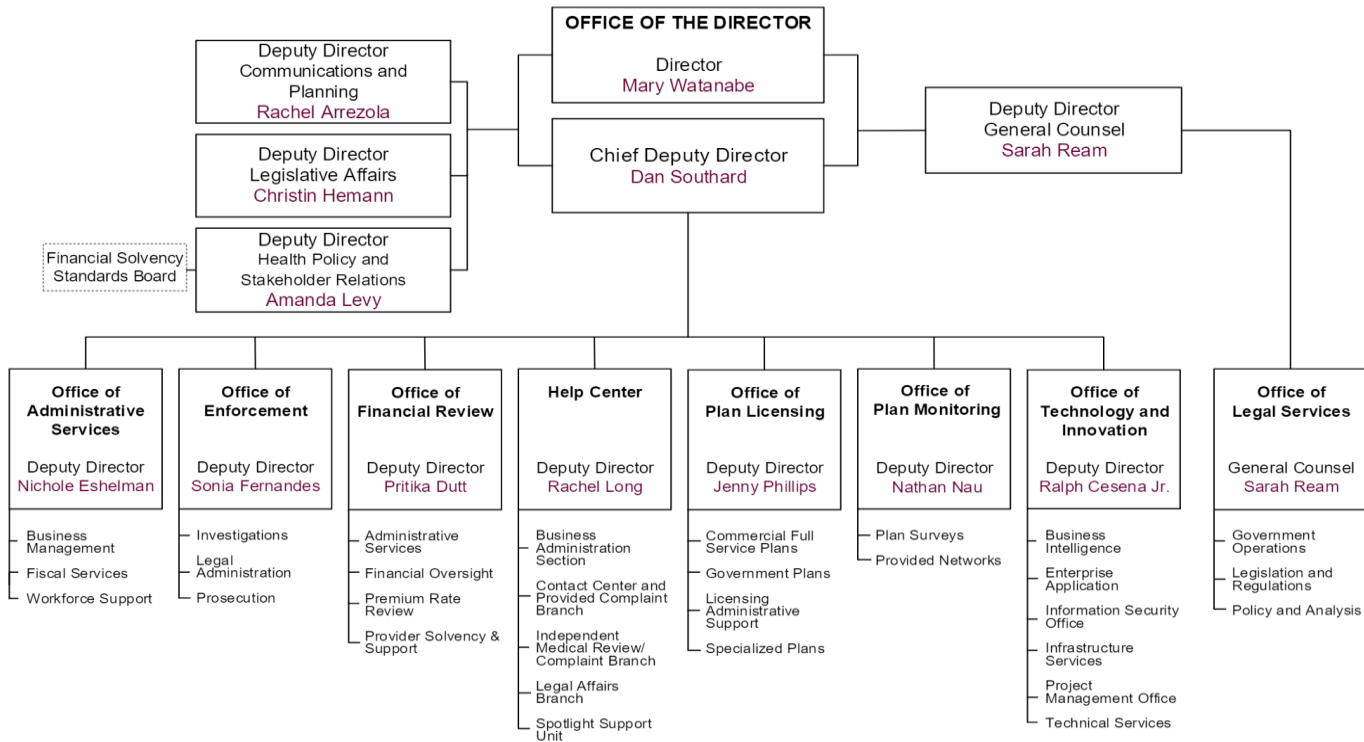 OFFICE OF THE DIRECTOR
Director
Mary Watanabe
Chief Deputy Director
Dan Southard
Deputy Director
Communications and
Planning
Rachel Arrezola
Deputy Director
Legislative Affairs
Christin Hemann
Deputy Director
Health Policy and
Stakeholder Relations
Amanda Levy
Financial Solvency
Standards Board
Deputy Director
General Counsel
Sarah Ream
Office of
Administrative
Services
Deputy Director
Nichole Eshelman
Business
Management
Fiscal Services
Workforce Support
Office of
Enforcement
Deputy Director
Sonia Fernandes
Investigations
Legal
Administration
Prosecution
Office of
Financial Review
Deputy Director
Pritika Dutt
Administrative
Services
Financial Oversight
Premium Rate
Review
Provider Solvency &
Support
Help Center
Deputy Director
Rachel Long
Business
Administration
Section
Contact Center and
Provided Complaint
Branch
Independent
Medical Review/
Complaint Branch
Legal Affairs
Branch
Spotlight Support
Unit
Office of
Plan Licensing
Deputy Director
Jenny Phillips
Commercial Full
Service Plans
Government Plans
Licensing
Administrative
Support
Specialized Plans
Office of
Plan Monitoring
Deputy Director
Nathan Nau
Plan Surveys
Provided Networks
Office of
Technology and
Innovation
Deputy Director
Ralph Cesena Jr.
Business
Intelligence
Enterprise
Application
Information Security
Office
Infrastructure
Services
Project
Management Office
Technical Services
Office of
Legal Services
General Counsel
Sarah Ream
Government
Operations
Legislation and
Regulations
Policy and Analysis